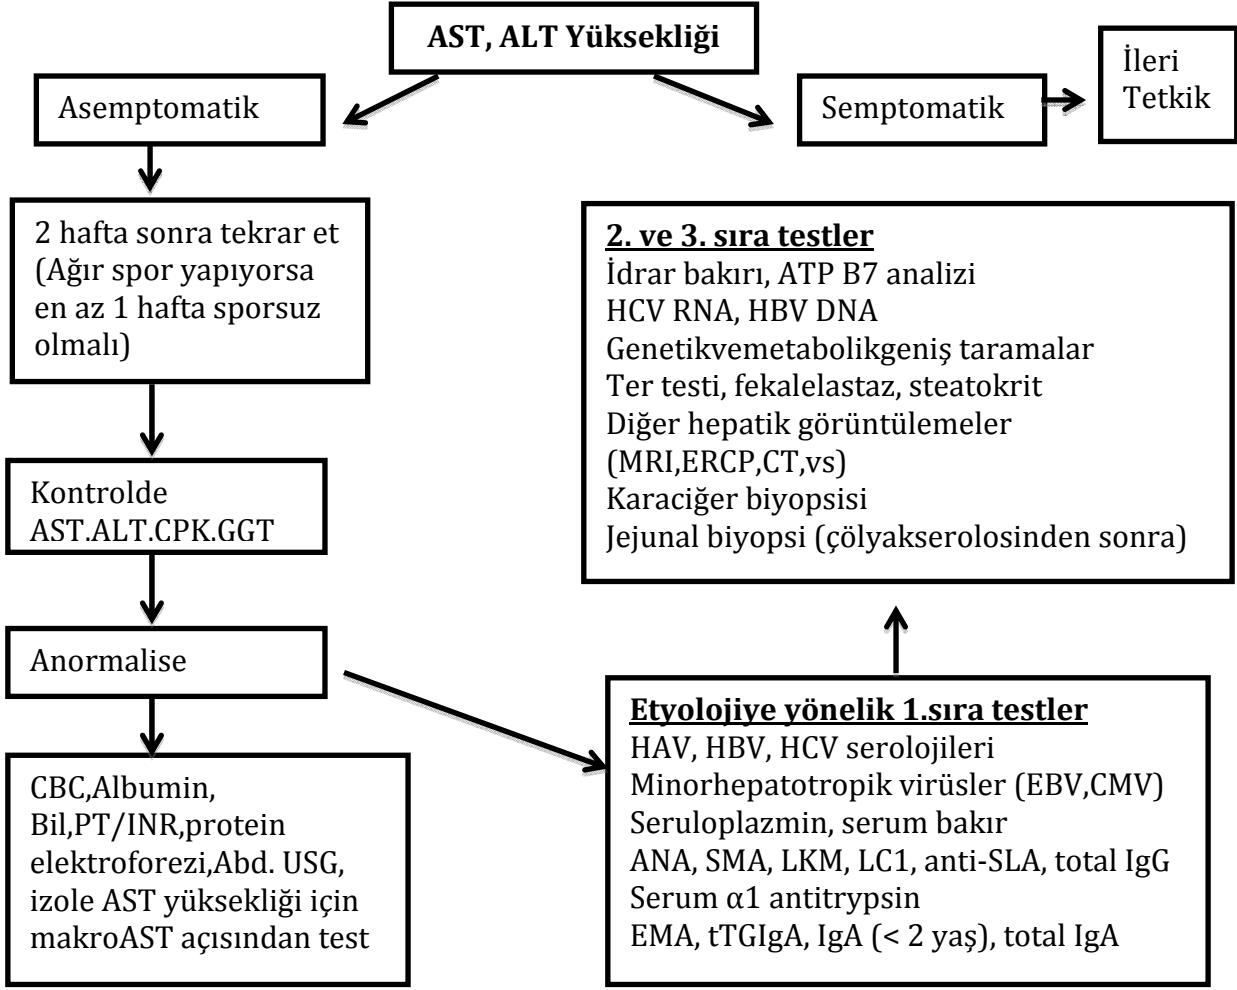 AST, ALT Yüksekliği
Asemptomatik
Semptomatik
İleri
Tetkik
2 hafta sonra tekrar et
(Ağır spor yapıyorsa
en az 1 hafta sporsuz
olmalı)
Kontrolde
AST.ALT.CPK.GGT
Anormalise
CBC,Albumin,
Bil,PT/INR,protein
elektroforezi,Abd. USG,
izole AST yüksekliği için
makroAST açısından test
Etyolojiye yönelik 1.sıra testler
HAV, HBV, HCV serolojileri
Minorhepatotropik virüsler (EBV,CMV)
Seruloplazmin, serum bakır
ANA, SMA, LKM, LC1, anti-SLA, total IgG
Serum α1 antitrypsin
EMA, tTGIgA, IgA (< 2 yaş), total IgA
2. ve 3. sıra testler
İdrar bakırı, ATP B7 analizi
HCV RNA, HBV DNA
Genetikvemetabolikgeniş taramalar
Ter testi, fekalelastaz, steatokrit
Diğer hepatik görüntülemeler
(MRI,ERCP,CT,vs)
Karaciğer biyopsisi
Jejunal biyopsi (çölyakserolosinden sonra)